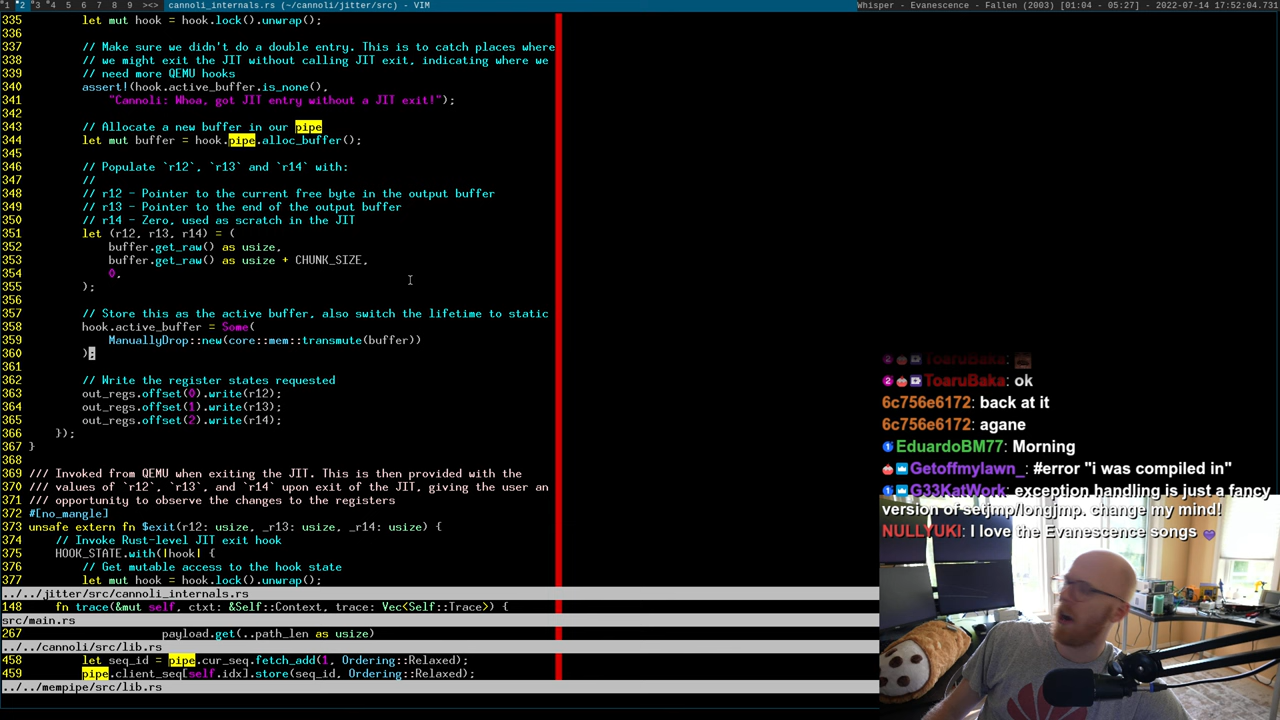 1 2 3 4 5 6 7 8 9 >< cannoli_internals.rs (~/cannoli/jitter/src) - VIM
Whisper - Evanescence - Fallen (2003) [01:04 - 05:27] - 2022-07-14 17:52:04.731
335 let mut hook = hook.lock().unwrap();
336
337 // Make sure we didn't do a double entry. This is to catch places where
338 // we might exit the JIT without calling JIT exit, indicating where we
339 // need more QEMU hooks
340 assert!(hook.active_buffer.is_none(),
341 "Cannoli: Whoa, got JIT entry without a JIT exit!");
342
343 // Allocate a new buffer in our pipe
344 let mut buffer = hook.pipe.alloc_buffer();
345
346 // Populate `r12`, `r13` and `r14` with:
347 //
348 // r12 - Pointer to the current free byte in the output buffer
349 // r13 - Pointer to the end of the output buffer
350 // r14 - Zero, used as scratch in the JIT
351 let (r12, r13, r14) = (
352 buffer.get_raw() as usize,
353 buffer.get_raw() as usize + CHUNK_SIZE,
354 0,
355 );
356
357 // Store this as the active buffer, also switch the lifetime to static
358 hook.active_buffer = Some(
359 ManuallyDrop::new(core::mem::transmute(buffer))
360 );
361
362 // Write the register states requested
363 out_regs.offset(0).write(r12);
364 out_regs.offset(1).write(r13);
365 out_regs.offset(2).write(r14);
366 });
367 }
368
369 /// Invoked from QEMU when exiting the JIT. This is then provided with the
370 /// values of `r12`, `r13`, and `r14` upon exit of the JIT, giving the user an
371 /// opportunity to observe the changes to the registers
372 #[no_mangle]
373 unsafe extern fn $exit(r12: usize, _r13: usize, _r14: usize) {
374 // Invoke Rust-level JIT exit hook
375 HOOK_STATE.with(|hook| {
376 // Get mutable access to the hook state
377 let mut hook = hook.lock().unwrap();
../../jitter/src/cannoli_internals.rs
148 fn trace(&mut self, ctxt: &Self::Context, trace: Vec<Self::Trace>) {
src/main.rs
267 payload.get(..path_len as usize)
../../cannoli/src/lib.rs
458 let seq_id = pipe.cur_seq.fetch_add(1, Ordering::Relaxed);
459 pipe.client_seq[self.idx].store(seq_id, Ordering::Relaxed);
../../mempipe/src/lib.rs
ToaruBaka:
ToaruBaka: ok
6c756e6172: back at it
6c756e6172: agane
EduardoBM77: Morning
Getoffmylawn_: #error "i was compiled in"
G33KatWork: exception handling is just a fancy
version of setjmp/longjmp. change my mind!
NULLYUKI: I love the Evanescence songs